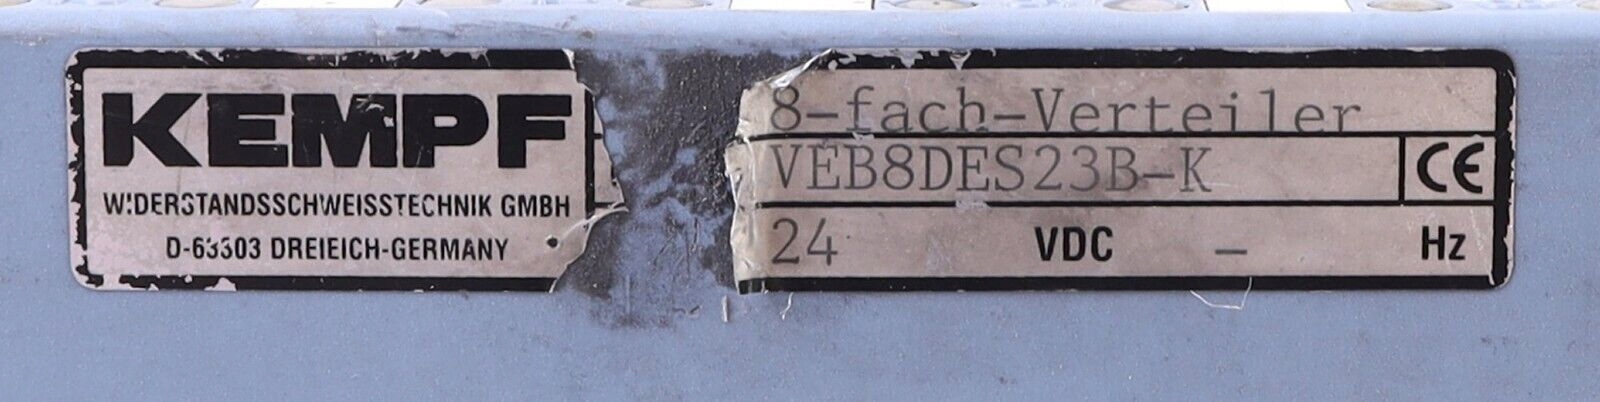 KEMPF
WIDERSTANDSSCHWEISSTECHNIK GMBH
D-63303 DREIEICH-GERMANY
8-fach-Verteiler
VEB8DES23B-K CE
24 VDC - Hz